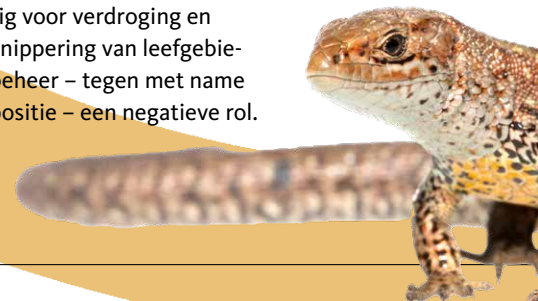 ig voor verdroging en
nippering van leefgebie-
beheer – tegen met name
positie – een negatieve rol.